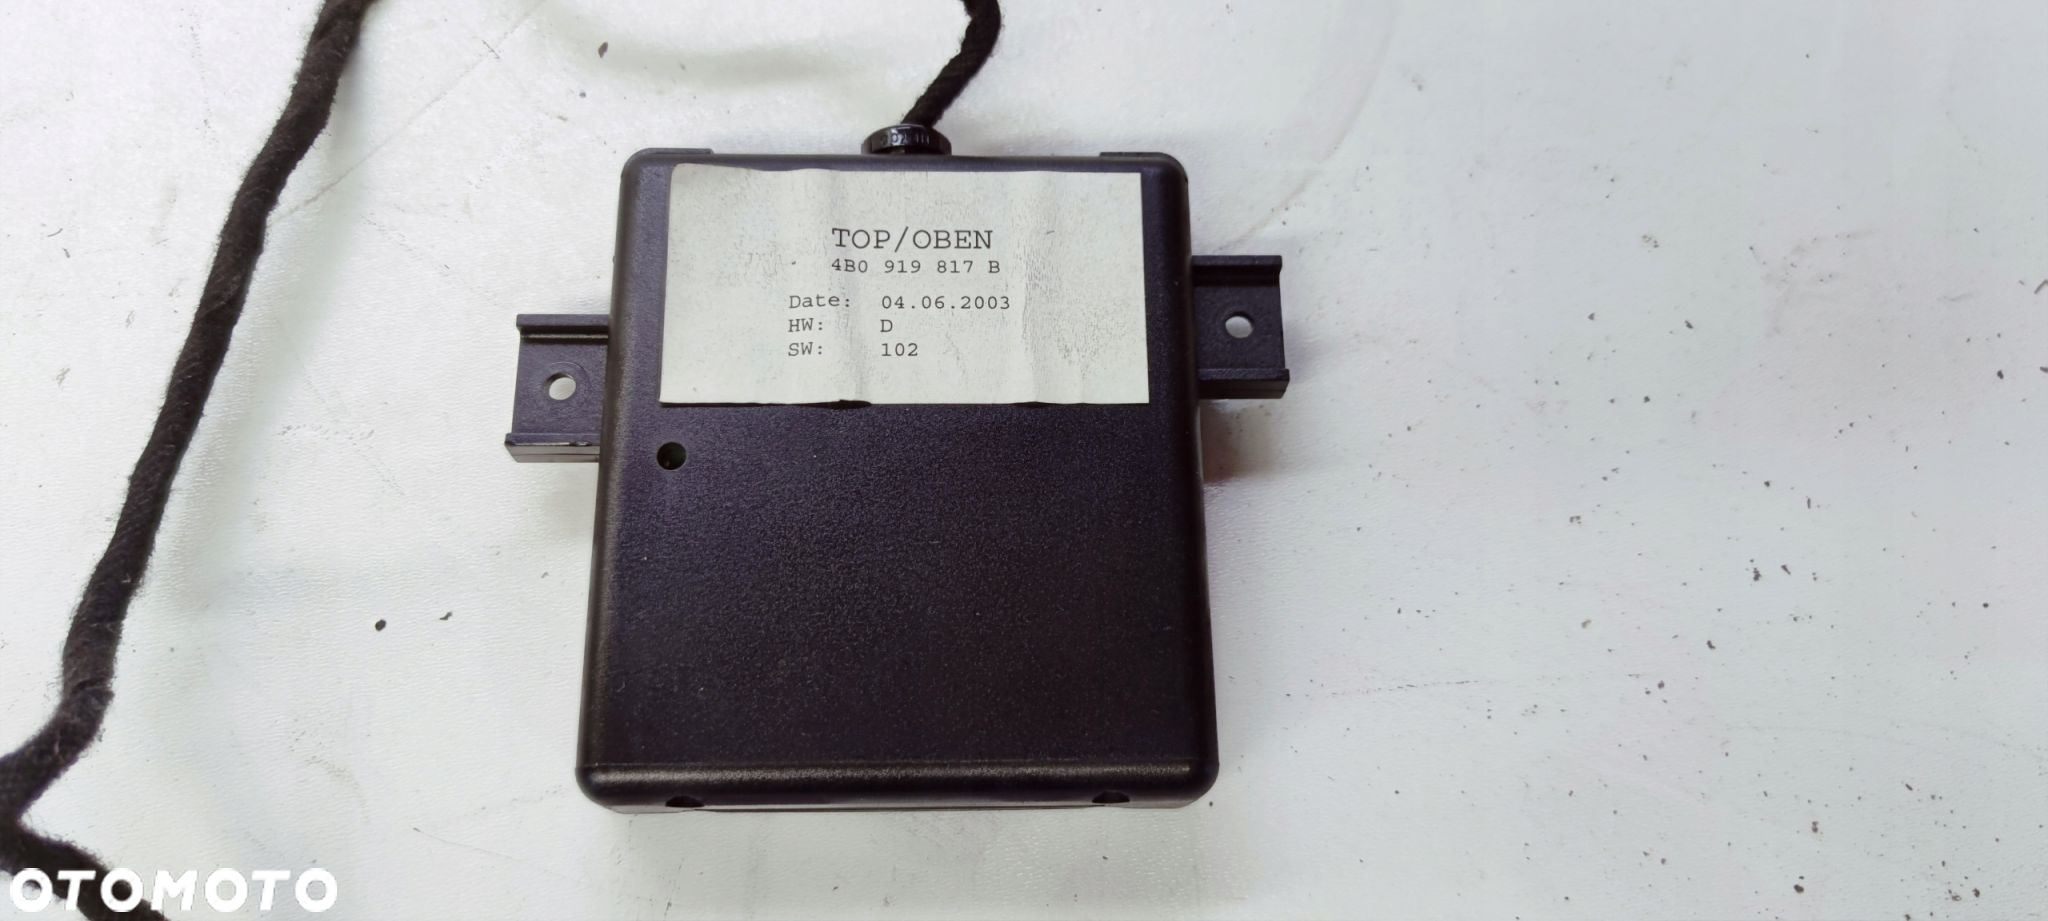 TOP/OBEN
4B0 919 817 B
Date: 04.06.2003
HW: D
SW: 102
OTOMOTO